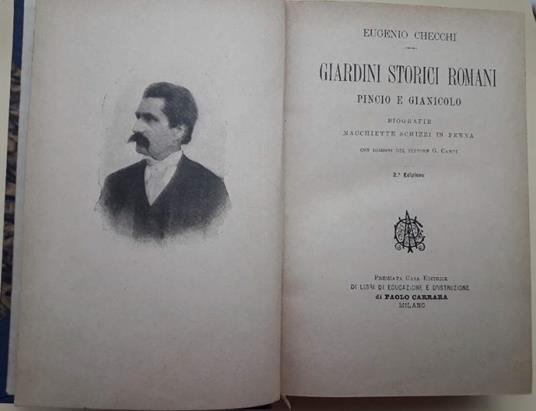 EUGENIO CHECCHI
GIARDINI STORICI ROMANI
PINCIO E GIANICOLO
BIOGRAFIE
MACCHIETTE SCHIZZI IN PENNA
CON DISEGNI DEL PITTORE G. CAMPI
2.ª Edizione
PREMIATA CASA EDITRICE
DI LIBRI DI EDUCAZIONE E D'ISTRUZIONE
di PAOLO CARRARA
MILANO